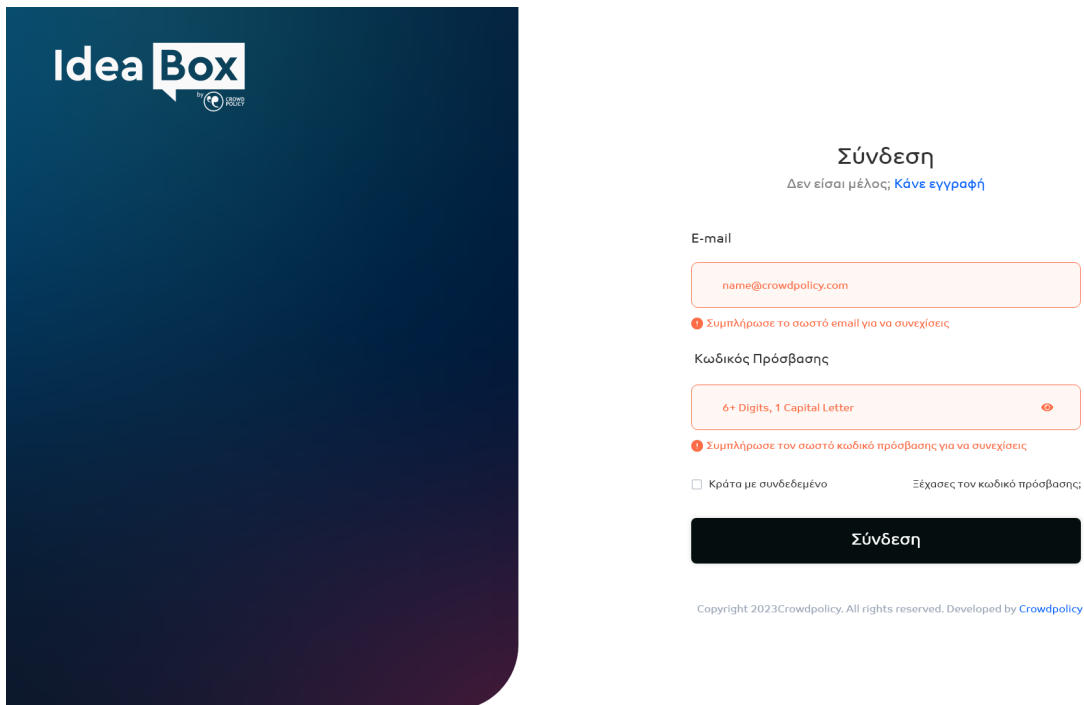 Idea Box
by CROWD
POLICY
Σύνδεση
Δεν είσαι μέλος; Κάνε εγγραφή
E-mail
name@crowdpolicy.com
Συμπλήρωσε το σωστό email για να συνεχίσεις
Κωδικός Πρόσβασης
6+ Digits, 1 Capital Letter
Συμπλήρωσε τον σωστό κωδικό πρόσβασης για να συνεχίσεις
Κράτα με συνδεδεμένο Ξέχασες τον κωδικό πρόσβασης;
Σύνδεση
Copyright 2023Crowdpolicy. All rights reserved. Developed by Crowdpolicy